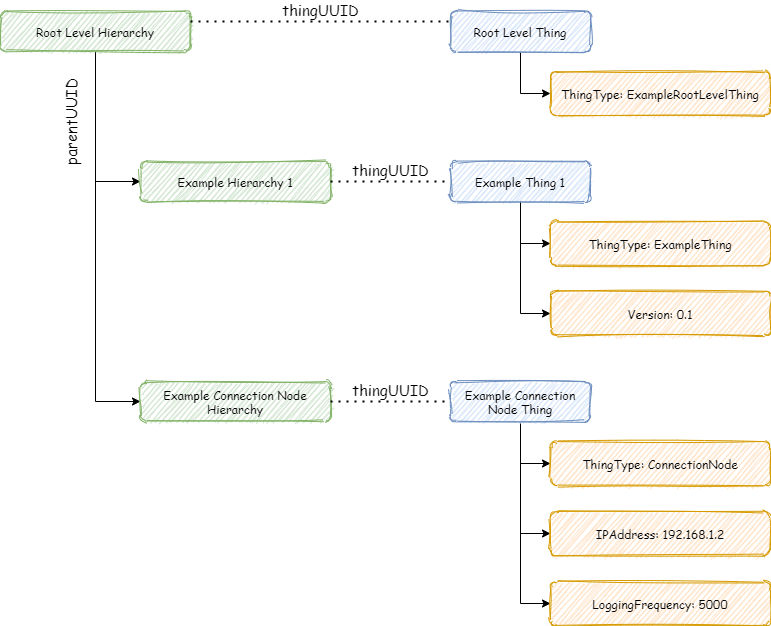 thingUUID
Root Level Hierarchy
Root Level Thing
parentUUID
ThingType: ExampleRootLevelThing
thingUUID
Example Hierarchy 1
Example Thing 1
ThingType: ExampleThing
Version: 0.1
thingUUID
Example Connection Node
Hierarchy
Example Connection
Node Thing
ThingType: ConnectionNode
IPAddress: 192.168.1.2
LoggingFrequency: 5000